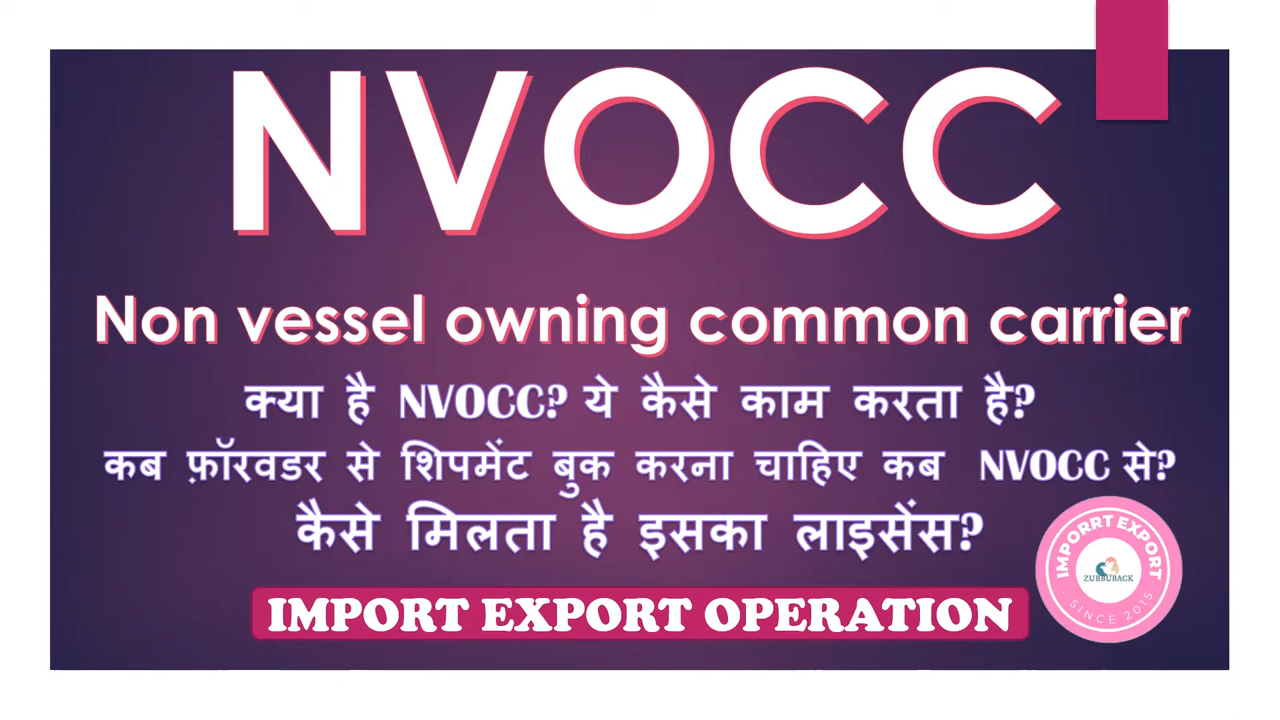 NVOCC
Non vessel owning common carrier
क्या है NVOCC? ये कैसे काम करता है?
कब फ़ॉरवडर से शिपमेंट बुक करना चाहिए कब NVOCC से?
कैसे मिलता है इसका लाइसेंस?
IMPORT EXPORT OPERATION
IMPORRT EXPORT
ZUBBUBACK
· SINCE 2015 ·